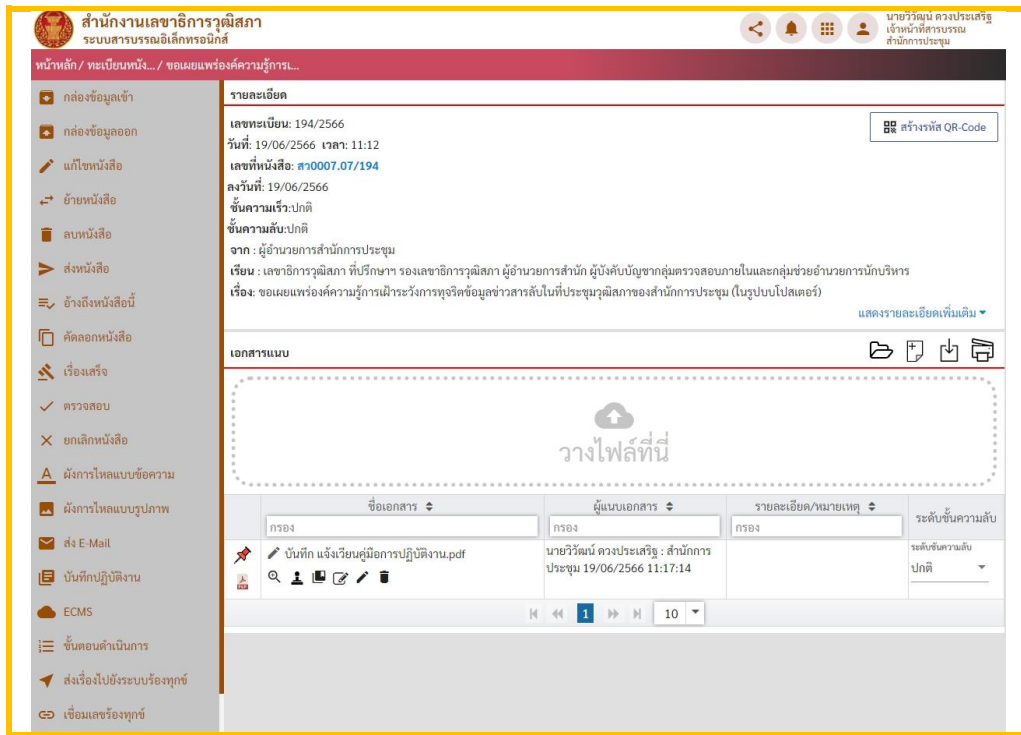 สำนักงานเลขาธิการวุฒิสภา
ระบบสารบรรณอิเล็กทรอนิกส์
นายวิวัฒน์ ดวงประเสริฐ
เจ้าหน้าที่สารบรรณ
สำนักการประชุม
หน้าหลัก / ทะเบียนหนัง... / ขอเผยแพร่องค์ความรู้การเ...
กล่องข้อมูลเข้า
กล่องข้อมูลออก
แก้ไขหนังสือ
ย้ายหนังสือ
ลบหนังสือ
ส่งหนังสือ
อ้างถึงหนังสือนี้
คัดลอกหนังสือ
เรื่องเสร็จ
ตรวจสอบ
ยกเลิกหนังสือ
ผังการไหลแบบข้อความ
ผังการไหลแบบรูปภาพ
ส่ง E-Mail
บันทึกปฏิบัติงาน
ECMS
ขั้นตอนดำเนินการ
ส่งเรื่องไปยังระบบร้องทุกข์
เชื่อมเลขร้องทุกข์
รายละเอียด
เลขทะเบียน: 194/2566
สร้างรหัส QR-Code
วันที่: 19/06/2566 เวลา: 11:12
เลขที่หนังสือ: สว0007.07/194
ลงวันที่: 19/06/2566
ชั้นความเร็ว:ปกติ
ชั้นความลับ:ปกติ
จาก : ผู้อำนวยการสำนักการประชุม
เรียน : เลขาธิการวุฒิสภา ที่ปรึกษาฯ รองเลขาธิการวุฒิสภา ผู้อำนวยการสำนัก ผู้บังคับบัญชากลุ่มตรวจสอบภายในและกลุ่มช่วยอำนวยการนักบริหาร
เรื่อง: ขอเผยแพร่องค์ความรู้การเฝ้าระวังการทุจริตข้อมูลข่าวสารลับในที่ประชุมวุฒิสภาของสำนักการประชุม (ในรูปบบโปสเตอร์)
แสดงรายละเอียดเพิ่มเติม
เอกสารแนบ
วางไฟล์ที่นี่
ชื่อเอกสาร ผู้แนบเอกสาร รายละเอียด/หมายเหตุ ระดับชั้นความลับ
กรอง กรอง กรอง
บันทึก แจ้งเวียนคู่มือการปฏิบัติงาน.pdf
นายวิวัฒน์ ดวงประเสริฐ : สำนักการ
ประชุม 19/06/2566 11:17:14
ระดับชั้นความลับ
ปกติ
PDF
1 10